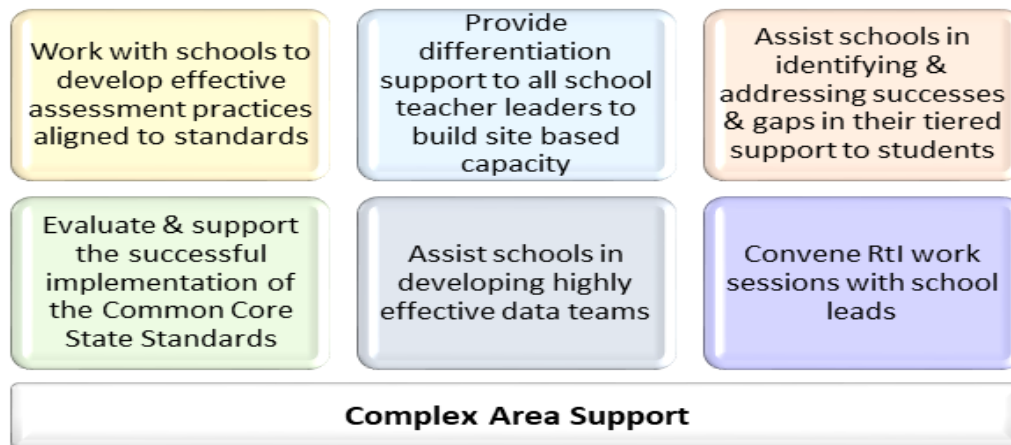 Work with schools to
develop effective
assessment practices
aligned to standards
Provide
differentiation
support to all school
teacher leaders to
build site based
capacity
Assist schools in
identifying &
addressing successes
& gaps in their tiered
support to students
Evaluate & support
the successful
implementation of
the Common Core
State Standards
Assist schools in
developing highly
effective data teams
Convene RtI work
sessions with school
leads
Complex Area Support